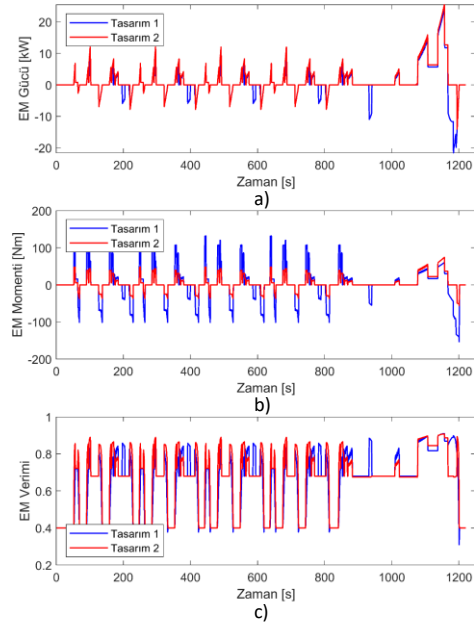 Tasarım 1
Tasarım 2
EM Gücü [kW]
20
10
0
-10
-20
0
200
400
600
800
1000
1200
Zaman [s]
a)
Tasarım 1
Tasarım 2
EM Momenti [Nm]
200
100
0
-100
-200
0
200
400
600
800
1000
1200
Zaman [s]
b)
EM Verimi
1
0.8
0.6
0.4
0.2
Tasarım 1
Tasarım 2
0
200
400
600
800
1000
1200
Zaman [s]
c)